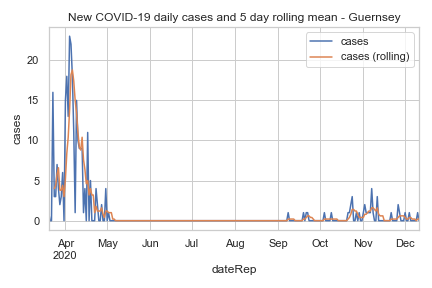 New COVID-19 daily cases and 5 day rolling mean - Guernsey
cases
cases (rolling)
20
15
10
5
0
cases
Apr May Jun Jul Aug Sep Oct Nov Dec
2020
dateRep